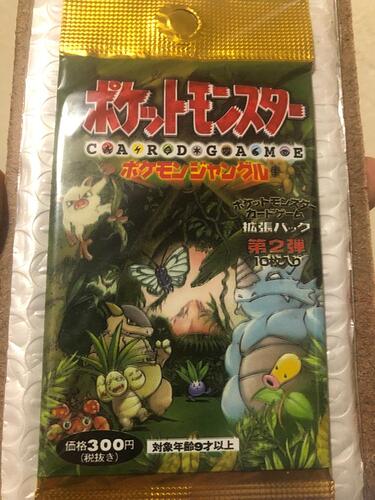 ポケットモンスター
CARD GAME
ポケモンジャングル
ポケットモンスター
カードゲーム
拡張パック
第2弾
10枚入り
価格300円
(税抜き)
対象年齢9才以上